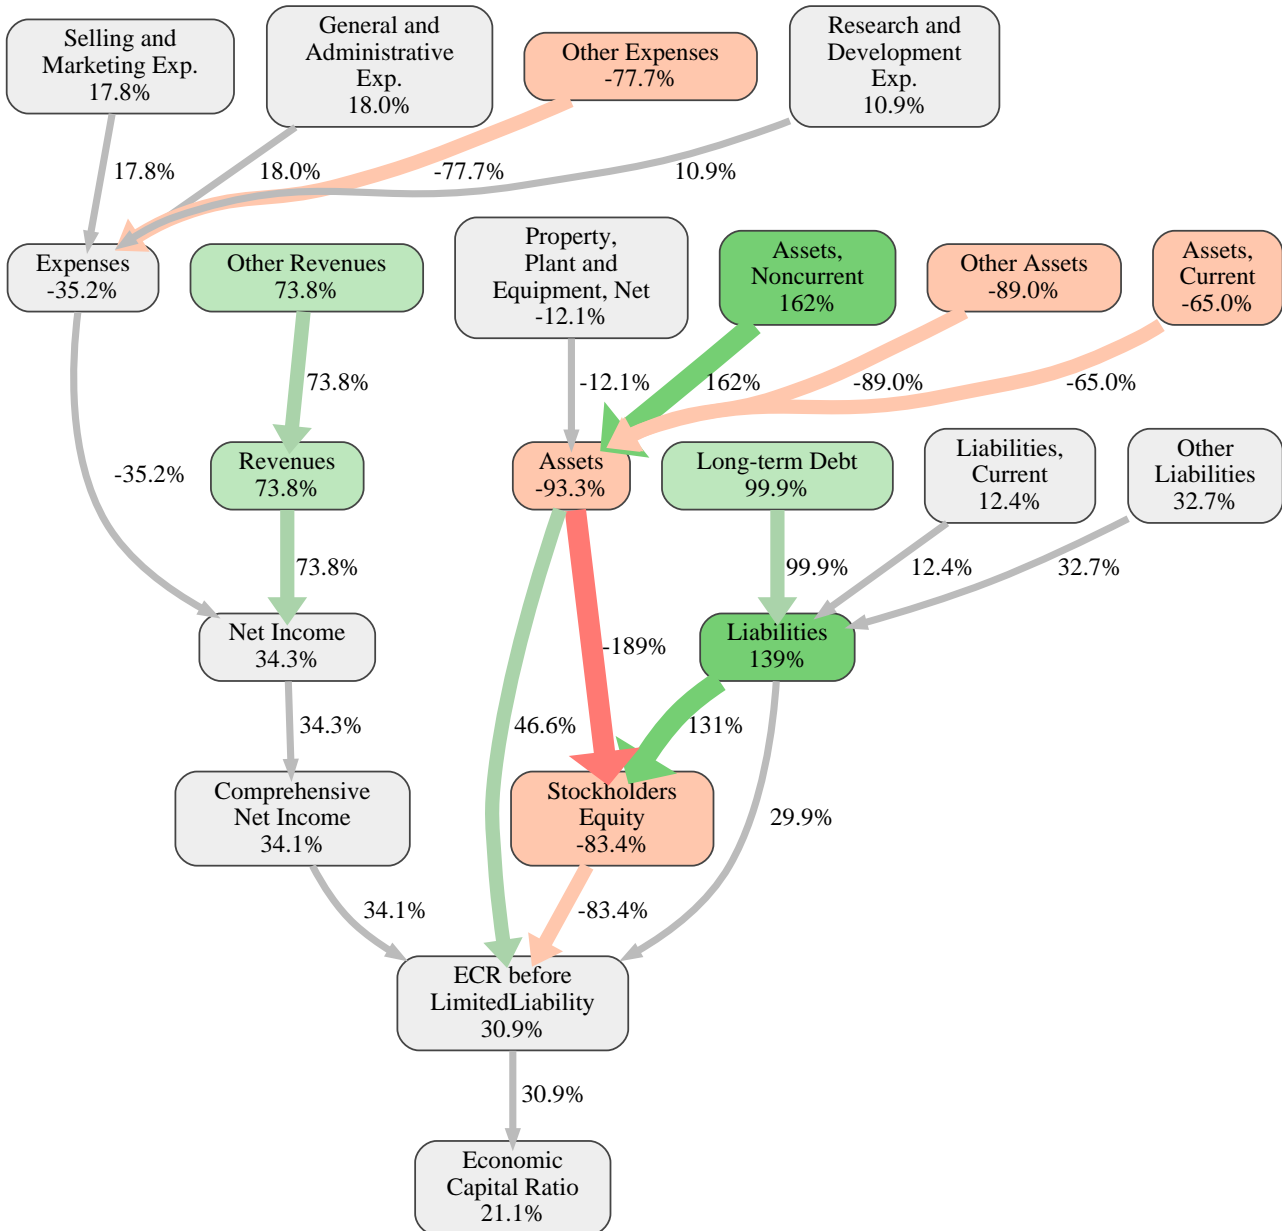 Selling and
Marketing Exp.
17.8%
General and
Administrative
Exp.
18.0%
Other Expenses
-77.7%
Research and
Development
Exp.
10.9%
17.8%
18.0%
-77.7%
10.9%
Expenses
-35.2%
Other Revenues
73.8%
Property,
Plant and
Equipment, Net
-12.1%
Assets,
Noncurrent
162%
Other Assets
-89.0%
Assets,
Current
-65.0%
73.8%
-12.1%
162%
-89.0%
-65.0%
-35.2%
Revenues
73.8%
Assets
-93.3%
Long-term Debt
99.9%
Liabilities,
Current
12.4%
Other
Liabilities
32.7%
73.8%
99.9%
12.4%
32.7%
Net Income
34.3%
-189%
Liabilities
139%
34.3%
46.6%
131%
Comprehensive
Net Income
34.1%
Stockholders
Equity
-83.4%
29.9%
34.1%
-83.4%
ECR before
LimitedLiability
30.9%
30.9%
Economic
Capital Ratio
21.1%